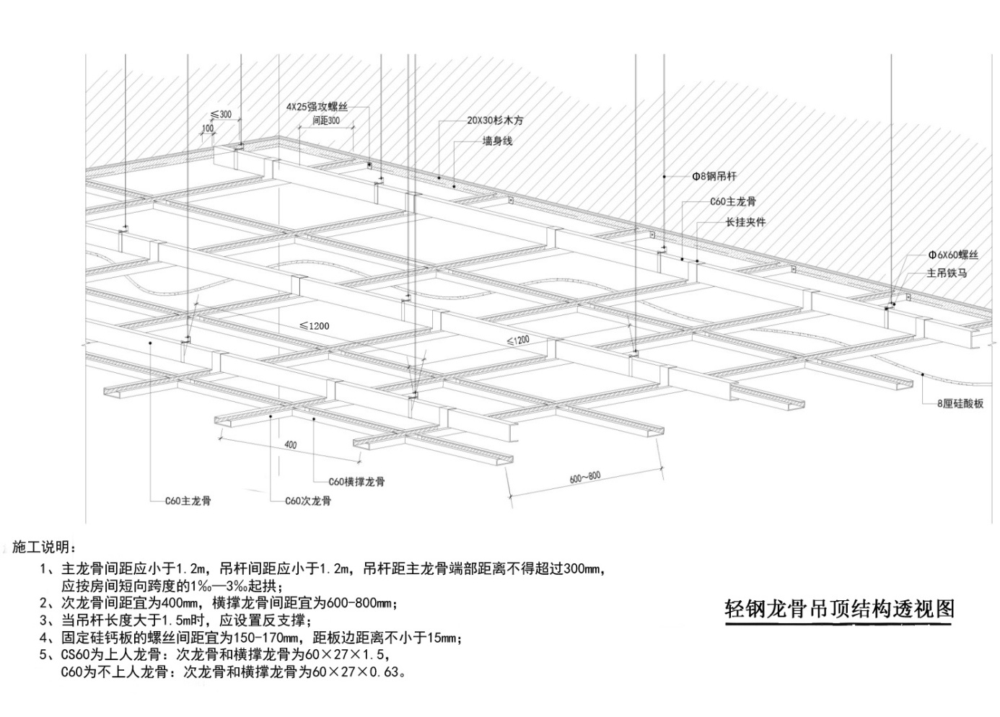 ≤300
100
4X25强攻螺丝
间距300
20X30杉木方
墙身线
Φ8钢吊杆
C60主龙骨
长挂夹件
Φ6X60螺丝
主吊铁马
≤1200
≤1200
8厘硅酸板
400
600~800
C60横撑龙骨
C60主龙骨
C60次龙骨
施工说明:
1、主龙骨间距应小于1.2m，吊杆间距应小于1.2m，吊杆距主龙骨端部距离不得超过300mm，
应按房间短向跨度的1‰—3‰起拱；
2、次龙骨间距宜为400mm，横撑龙骨间距宜为600-800mm；
3、当吊杆长度大于1.5m时，应设置反支撑；
4、固定硅钙板的螺丝间距宜为150-170mm，距板边距离不小于15mm；
5、CS60为上人龙骨：次龙骨和横撑龙骨为60×27×1.5，
C60为不上人龙骨：次龙骨和横撑龙骨为60×27×0.63。
轻钢龙骨吊顶结构透视图